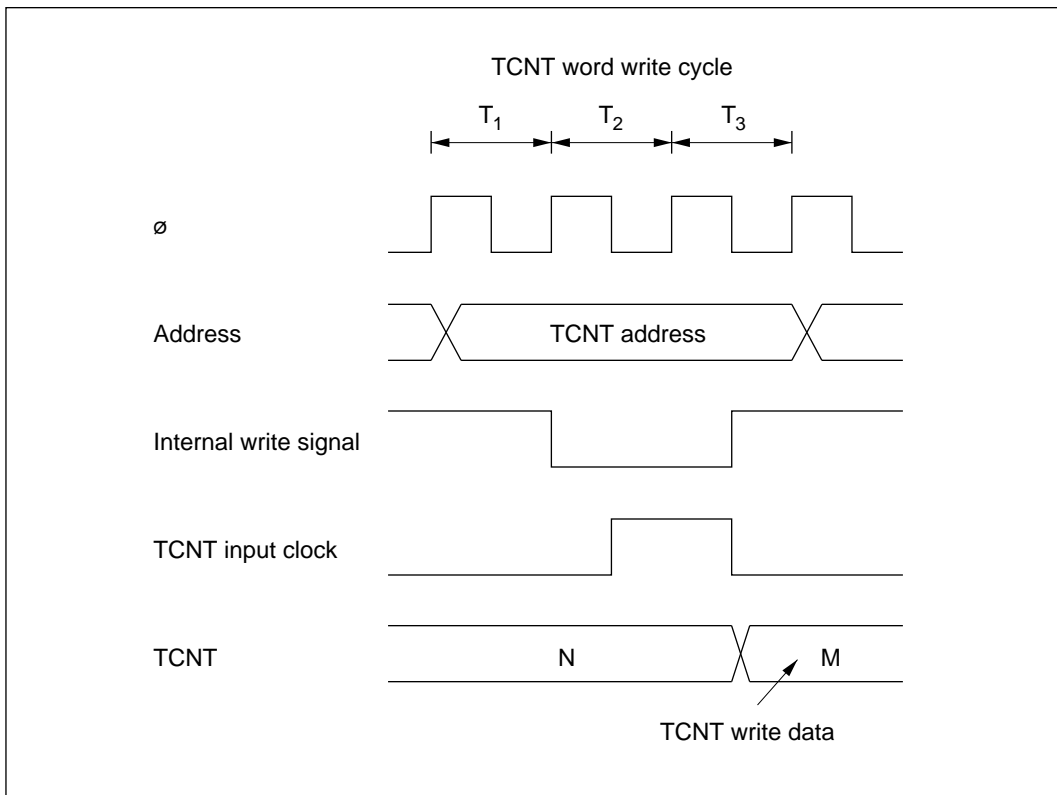 TCNT word write cycle
T1 T2 T3
ø
Address TCNT address
Internal write signal
TCNT input clock
TCNT N M
TCNT write data